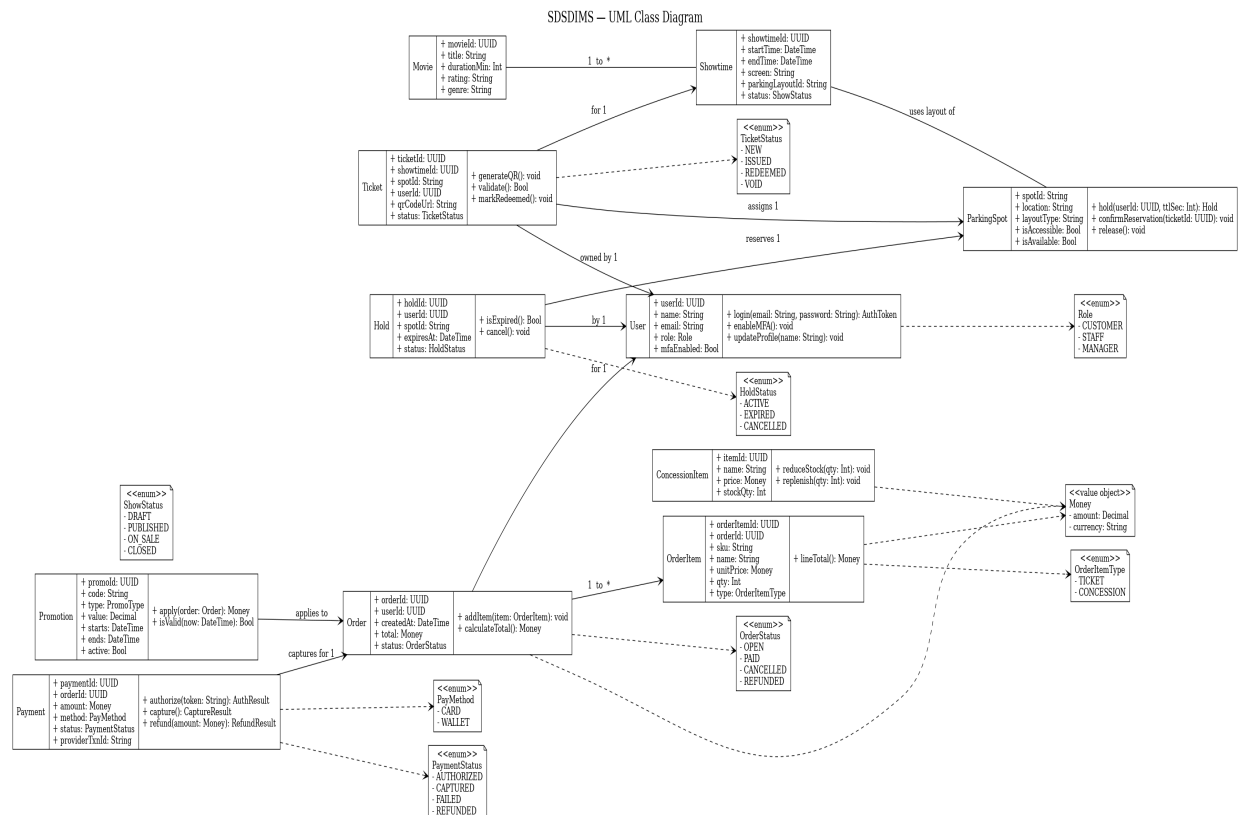 SDSDIMS — UML Class Diagram
Movie
+ movieId: UUID
+ title: String
+ durationMin: Int
+ rating: String
+ genre: String
1 to *
Showtime
+ showtimeId: UUID
+ startTime: DateTime
+ endTime: DateTime
+ screen: String
+ parkingLayoutId: String
+ status: ShowStatus
for 1
uses layout of
<<enum>>
TicketStatus
- NEW
- ISSUED
- REDEEMED
- VOID
Ticket
+ ticketId: UUID
+ showtimeId: UUID
+ spotId: String
+ userId: UUID
+ qrCodeUrl: String
+ status: TicketStatus
+ generateQR(): void
+ validate(): Bool
+ markRedeemed(): void
assigns 1
ParkingSpot
+ spotId: String
+ location: String
+ layoutType: String
+ isAccessible: Bool
+ isAvailable: Bool
+ hold(userId: UUID, ttlSec: Int): Hold
+ confirmReservation(ticketId: UUID): void
+ release(): void
reserves 1
owned by 1
Hold
+ holdId: UUID
+ userId: UUID
+ spotId: String
+ expiresAt: DateTime
+ status: HoldStatus
+ isExpired(): Bool
+ cancel(): void
by 1
User
+ userId: UUID
+ name: String
+ email: String
+ role: Role
+ mfaEnabled: Bool
+ login(email: String, password: String): AuthToken
+ enableMFA(): void
+ updateProfile(name: String): void
<<enum>>
Role
- CUSTOMER
- STAFF
- MANAGER
for 1
<<enum>>
HoldStatus
- ACTIVE
- EXPIRED
- CANCELLED
ConcessionItem
+ itemId: UUID
+ name: String
+ price: Money
+ stockQty: Int
+ reduceStock(qty: Int): void
+ replenish(qty: Int): void
<<value object>>
Money
- amount: Decimal
- currency: String
<<enum>>
ShowStatus
- DRAFT
- PUBLISHED
- ON_SALE
- CLOSED
OrderItem
+ orderItemId: UUID
+ orderId: UUID
+ sku: String
+ name: String
+ unitPrice: Money
+ qty: Int
+ type: OrderItemType
+ lineTotal(): Money
<<enum>>
OrderItemType
- TICKET
- CONCESSION
Promotion
+ promoId: UUID
+ code: String
+ type: PromoType
+ value: Decimal
+ starts: DateTime
+ ends: DateTime
+ active: Bool
+ apply(order: Order): Money
+ isValid(now: DateTime): Bool
applies to
Order
+ orderId: UUID
+ userId: UUID
+ createdAt: DateTime
+ total: Money
+ status: OrderStatus
+ addItem(item: OrderItem): void
+ calculateTotal(): Money
1 to *
<<enum>>
OrderStatus
- OPEN
- PAID
- CANCELLED
- REFUNDED
captures for 1
Payment
+ paymentId: UUID
+ orderId: UUID
+ amount: Money
+ method: PayMethod
+ status: PaymentStatus
+ providerTxnId: String
+ authorize(token: String): AuthResult
+ capture(): CaptureResult
+ refund(amount: Money): RefundResult
<<enum>>
PayMethod
- CARD
- WALLET
<<enum>>
PaymentStatus
- AUTHORIZED
- CAPTURED
- FAILED
- REFUNDED